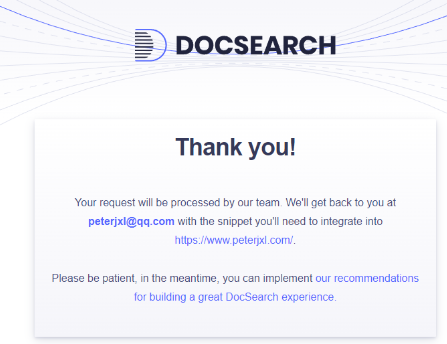 DOCSEARCH
Thank you!
Your request will be processed by our team. We'll get back to you at
peterjxl@qq.com with the snippet you'll need to integrate into
https://www.peterjxl.com/.
Please be patient, in the meantime, you can implement our recommendations
for building a great DocSearch experience.